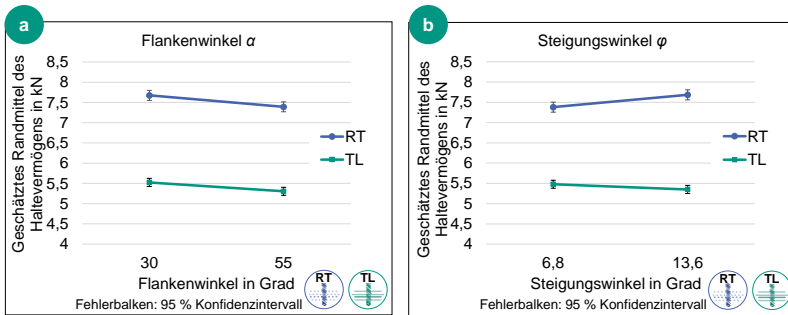 a
Flankenwinkel α
Geschätztes Randmittel des
Haltevermögens in kN
8,5
8
7,5
7
6,5
6
5,5
5
4,5
4
RT
TL
30
55
Flankenwinkel in Grad
RT
TL
Fehlerbalken: 95 % Konfidenzintervall
b
Steigungswinkel φ
Geschätztes Randmittel des
Haltevermögens in kN
8,5
8
7,5
7
6,5
6
5,5
5
4,5
4
RT
TL
6,8
13,6
Steigungswinkel in Grad
RT
TL
Fehlerbalken: 95 % Konfidenzintervall